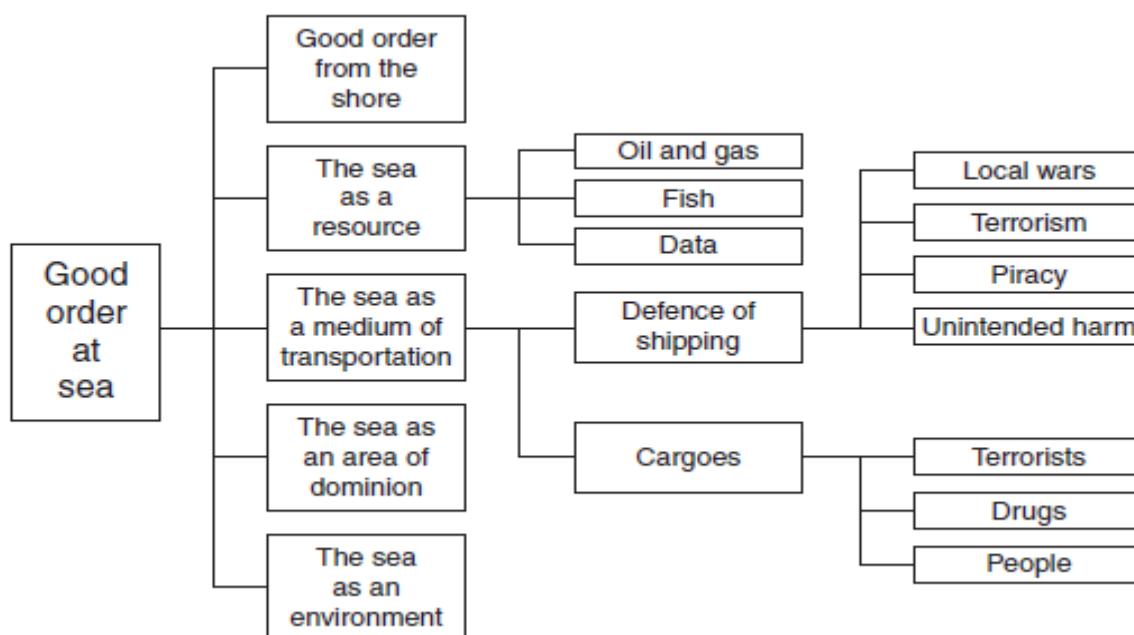 Good
order
at
sea
Good order
from the
shore
The sea
as a
resource
The sea as
a medium of
transportation
The sea as
an area of
dominion
The sea
as an
environment
Oil and gas
Fish
Data
Defence of
shipping
Cargoes
Local wars
Terrorism
Piracy
Unintended harm
Terrorists
Drugs
People